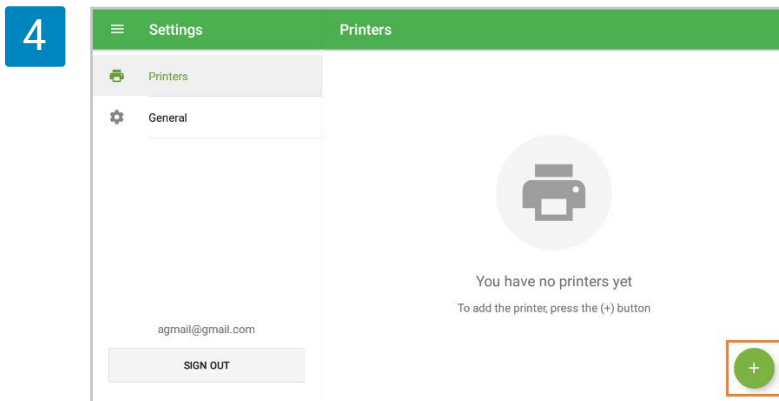 4
Settings
Printers
Printers
General
You have no printers yet
To add the printer, press the (+) button
agmail@gmail.com
SIGN OUT
+